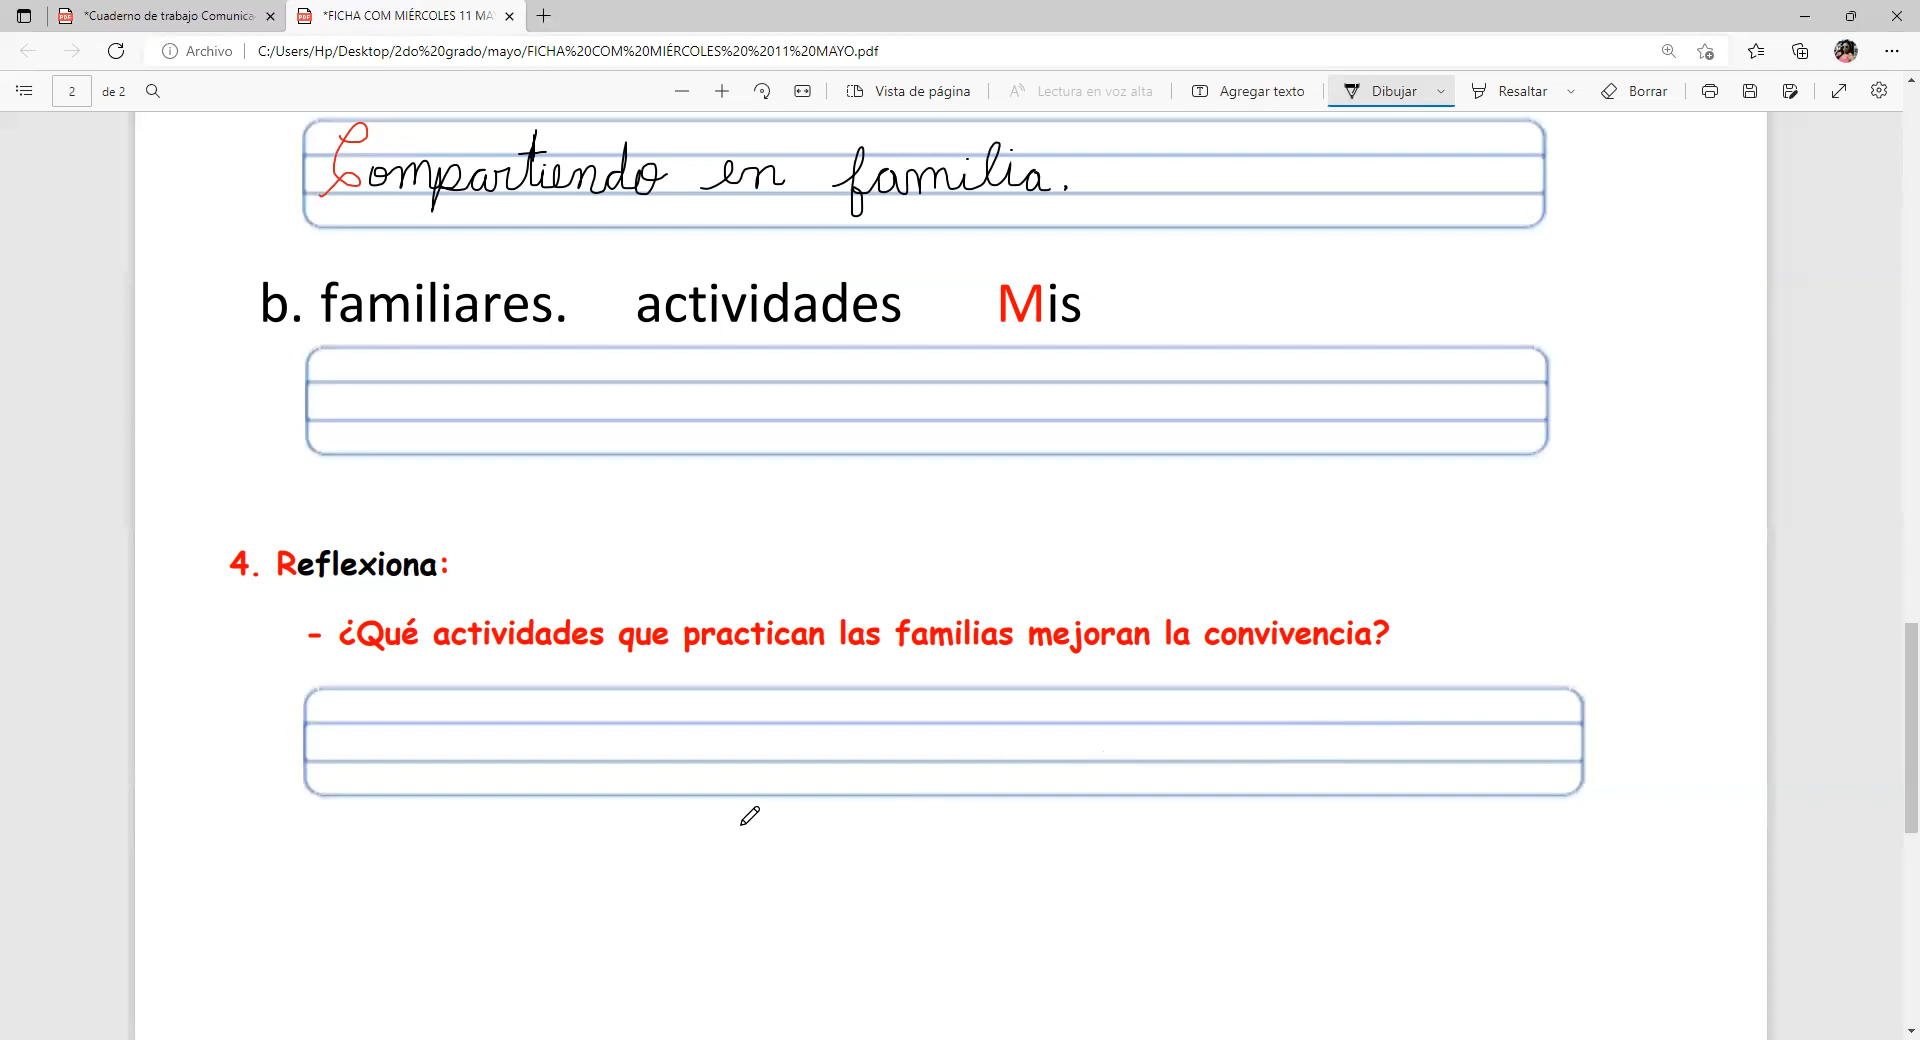 *Cuaderno de trabajo Comunica
*FICHA COM MIÉRCOLES 11 MA
Archivo
C:/Users/Hp/Desktop/2do%20grado/mayo/FICHA%20COM%20MIÉRCOLES%20%2011%20MAYO.pdf
2 de 2
Vista de página
Lectura en voz alta
Agregar texto
Dibujar
Resaltar
Borrar
Compartiendo en familia.
b. familiares. actividades Mis
4. Reflexiona:
- ¿Qué actividades que practican las familias mejoran la convivencia?